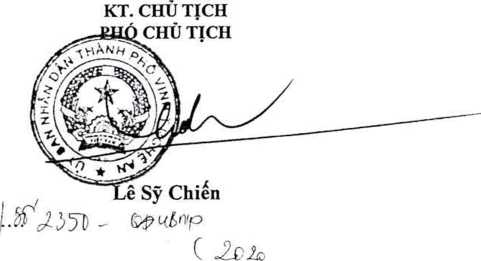 KT. CHỦ TỊCH
PHÓ CHỦ TỊCH
ỦY BAN NHÂN DÂN THÀNH PHỐ VINH
NGHỆ AN
Lê Sỹ Chiến
Số 2350 -
(2020